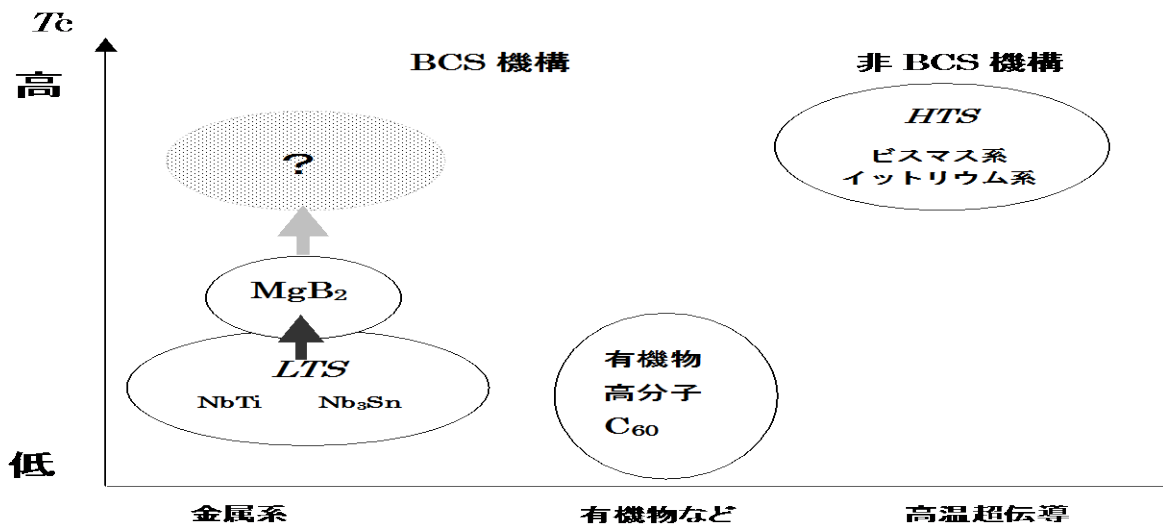 Tc
高
BCS 機構
非 BCS 機構
HTS
ビスマス系
イットリウム系
?
MgB₂
LTS
NbTi Nb₃Sn
有機物
高分子
C₆₀
低
金属系
有機物など
高温超伝導